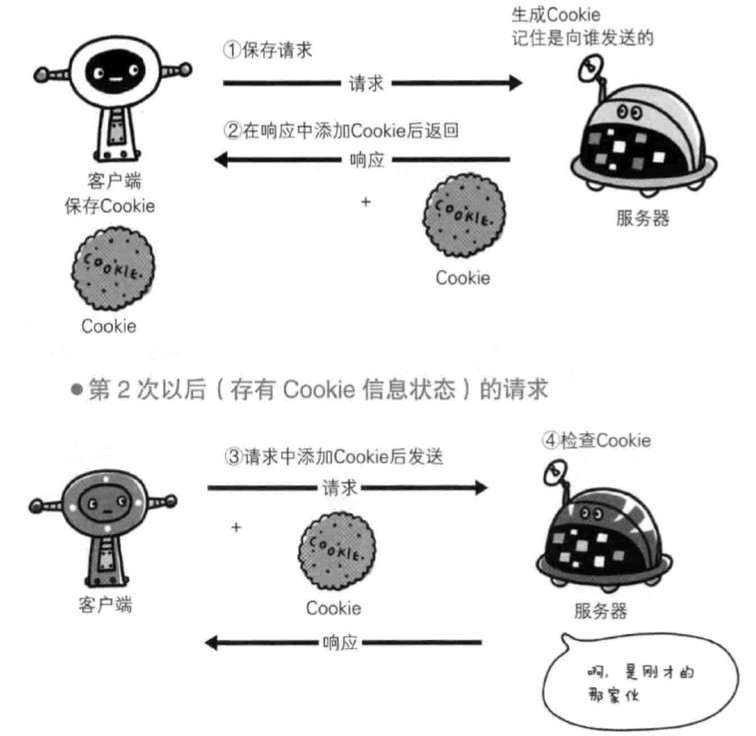 生成Cookie
记住是向谁发送的
①保存请求
请求
②在响应中添加Cookie后返回
响应
客户端
保存Cookie
+
COOKIE.
Cookie
服务器
COOKIE.
Cookie
●第2次以后（存有 Cookie 信息状态）的请求
④检查Cookie
③请求中添加Cookie后发送
请求
+
COOKIE.
Cookie
客户端
服务器
响应
啊，是刚才的
那家伙